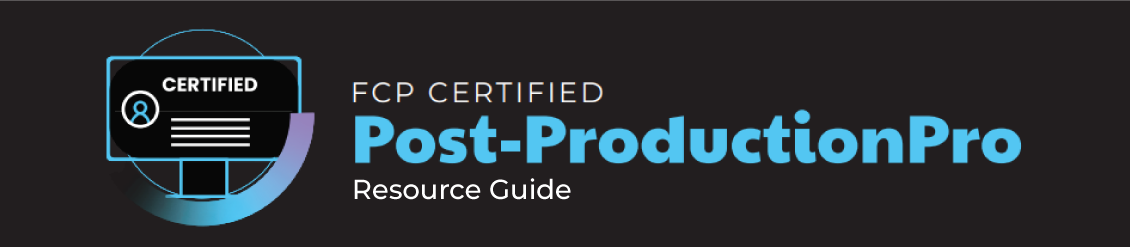 CERTIFIED
FCP CERTIFIED
Post-ProductionPro
Resource Guide